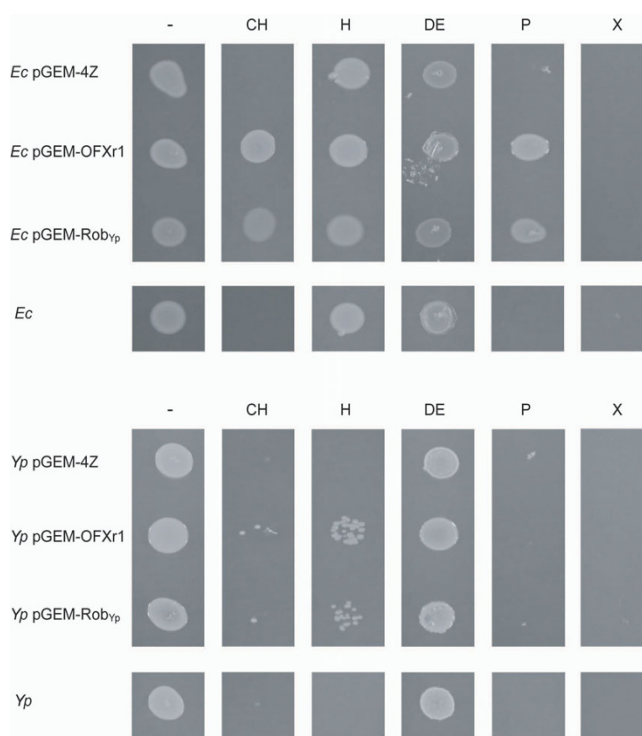 - CH H DE P X
Ec pGEM-4Z
Ec pGEM-OFXr1
Ec pGEM-RobYp
Ec
- CH H DE P X
Yp pGEM-4Z
Yp pGEM-OFXr1
Yp pGEM-RobYp
Yp